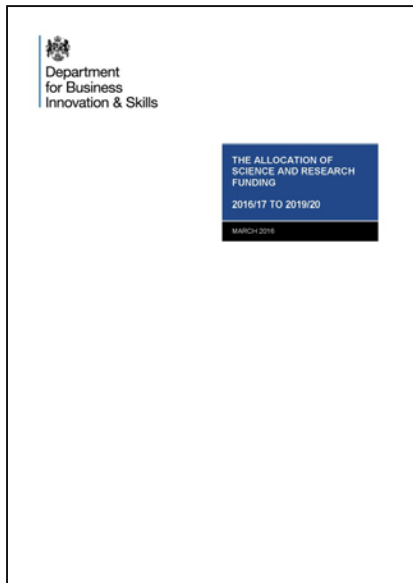 Department
for Business
Innovation & Skills
THE ALLOCATION OF
SCIENCE AND RESEARCH
FUNDING
2016/17 TO 2019/20
MARCH 2016